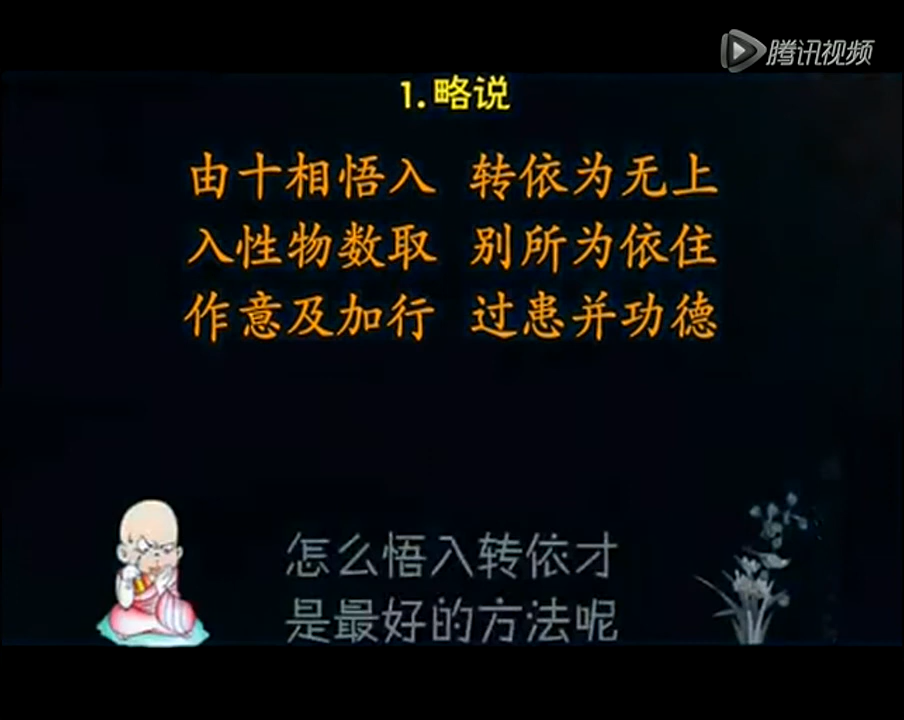 腾讯视频
1.略说
由十相悟入 转依为无上
入性物数取 别所为依住
作意及加行 过患并功德
怎么悟入转依才
是最好的方法呢